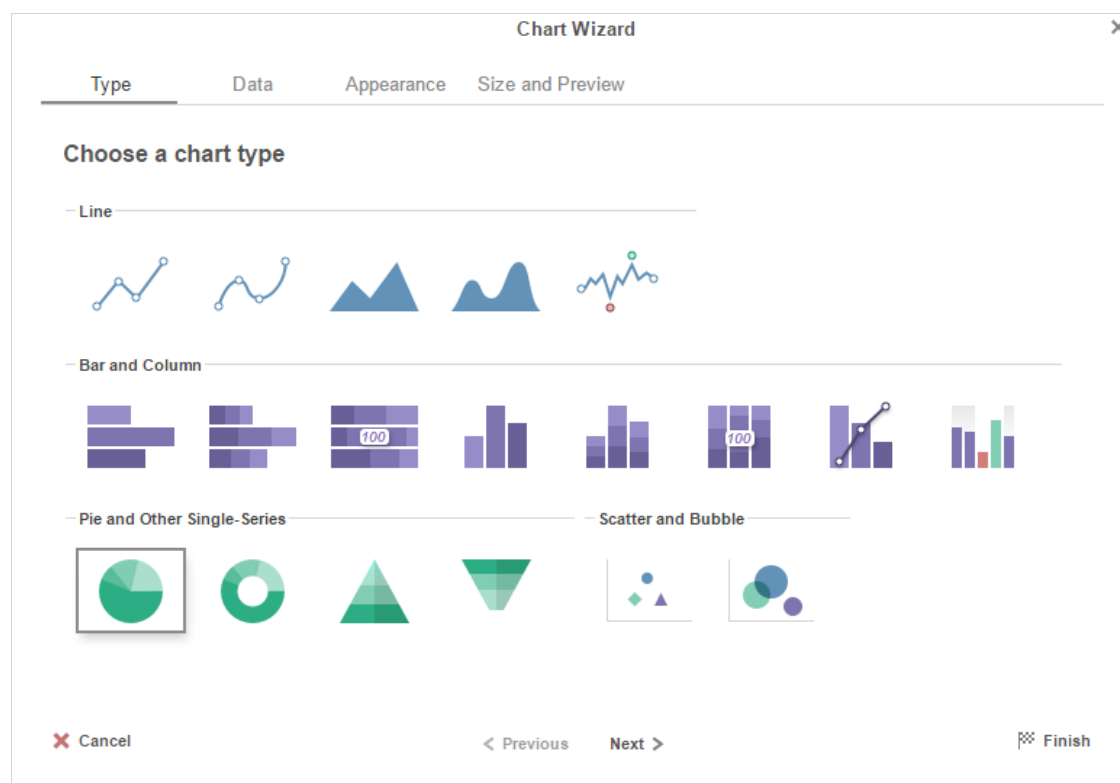 Chart Wizard
Type Data Appearance Size and Preview
Choose a chart type
Line
Bar and Column
100 100
Pie and Other Single-Series Scatter and Bubble
Cancel < Previous Next > Finish